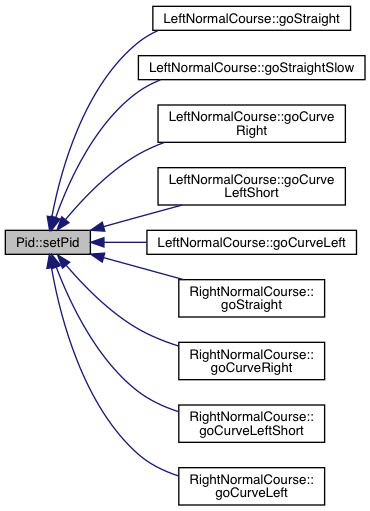 LeftNormalCourse::goStraight
LeftNormalCourse::goStraightSlow
LeftNormalCourse::goCurve
Right
LeftNormalCourse::goCurve
LeftShort
Pid::setPid
LeftNormalCourse::goCurveLeft
RightNormalCourse::
goStraight
RightNormalCourse::
goCurveRight
RightNormalCourse::
goCurveLeftShort
RightNormalCourse::
goCurveLeft